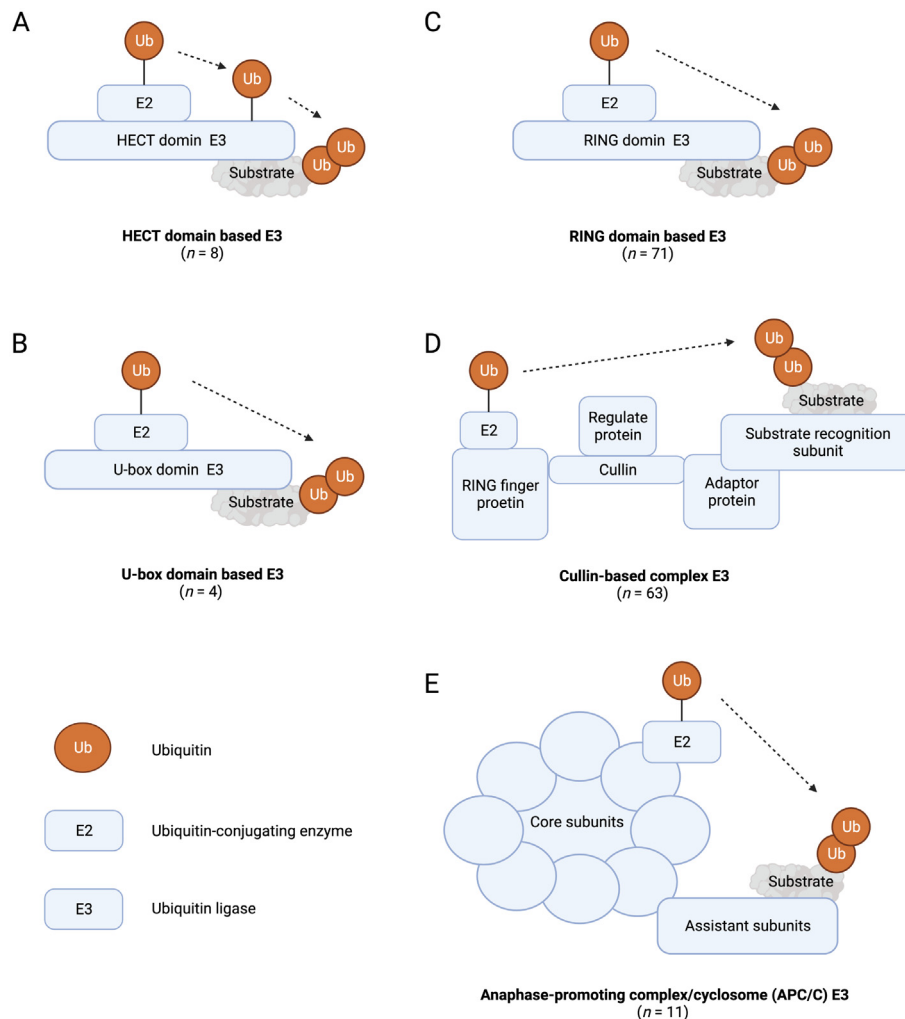 A
Ub
Ub
E2
HECT domin E3
Ub
Ub
Substrate
HECT domain based E3
(n = 8)
C
Ub
E2
RING domin E3
Ub
Ub
Substrate
RING domain based E3
(n = 71)
B
Ub
E2
U-box domin E3
Ub
Ub
Substrate
U-box domain based E3
(n = 4)
D
Ub
Ub
Ub
Substrate
E2
Regulate
protein
Substrate recognition
subunit
RING finger
proetin
Cullin
Adaptor
protein
Cullin-based complex E3
(n = 63)
Ub
Ubiquitin
E2
Ubiquitin-conjugating enzyme
E3
Ubiquitin ligase
E
Ub
E2
Core subunits
Ub
Ub
Substrate
Assistant subunits
Anaphase-promoting complex/cyclosome (APC/C) E3
(n = 11)